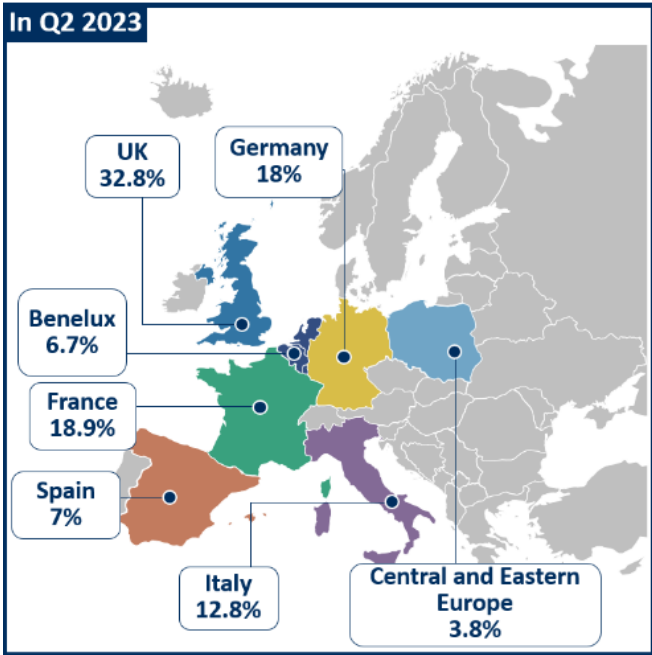 In Q2 2023
UK
32.8%
Germany
18%
Benelux
6.7%
France
18.9%
Spain
7%
Italy
12.8%
Central and Eastern
Europe
3.8%